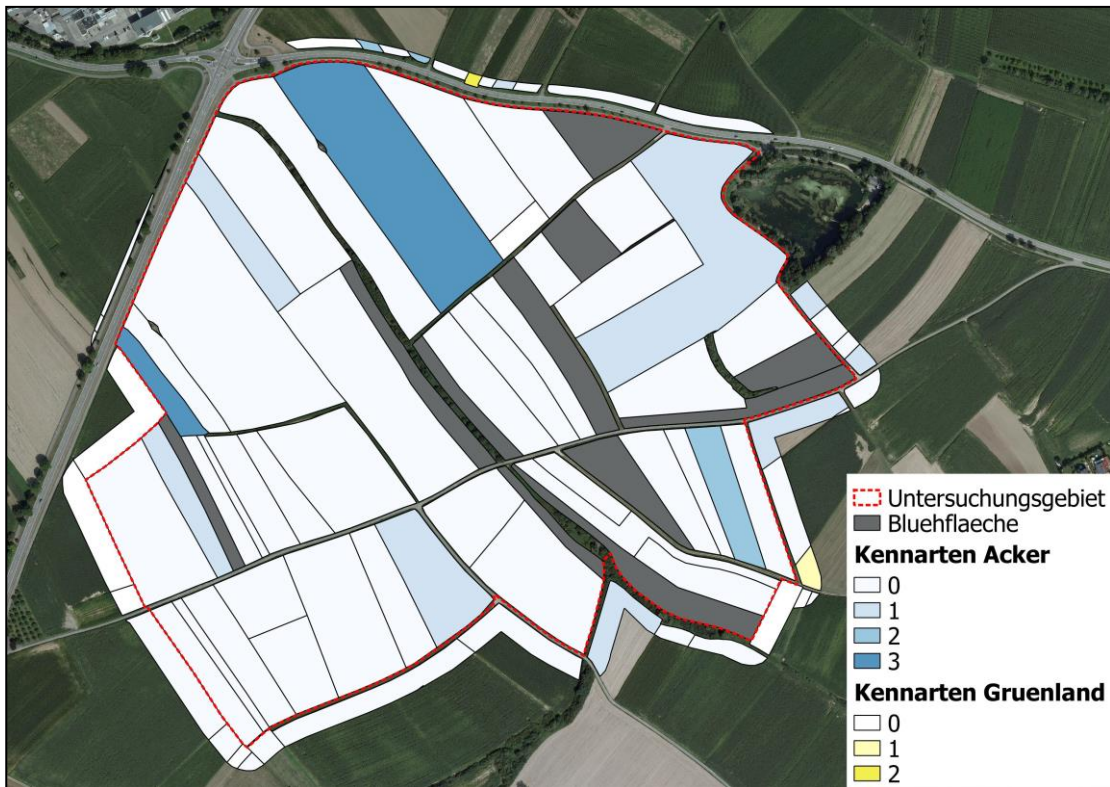 Untersuchungsgebiet
Bluehflaeche
Kennarten Acker
0
1
2
3
Kennarten Gruenland
0
1
2